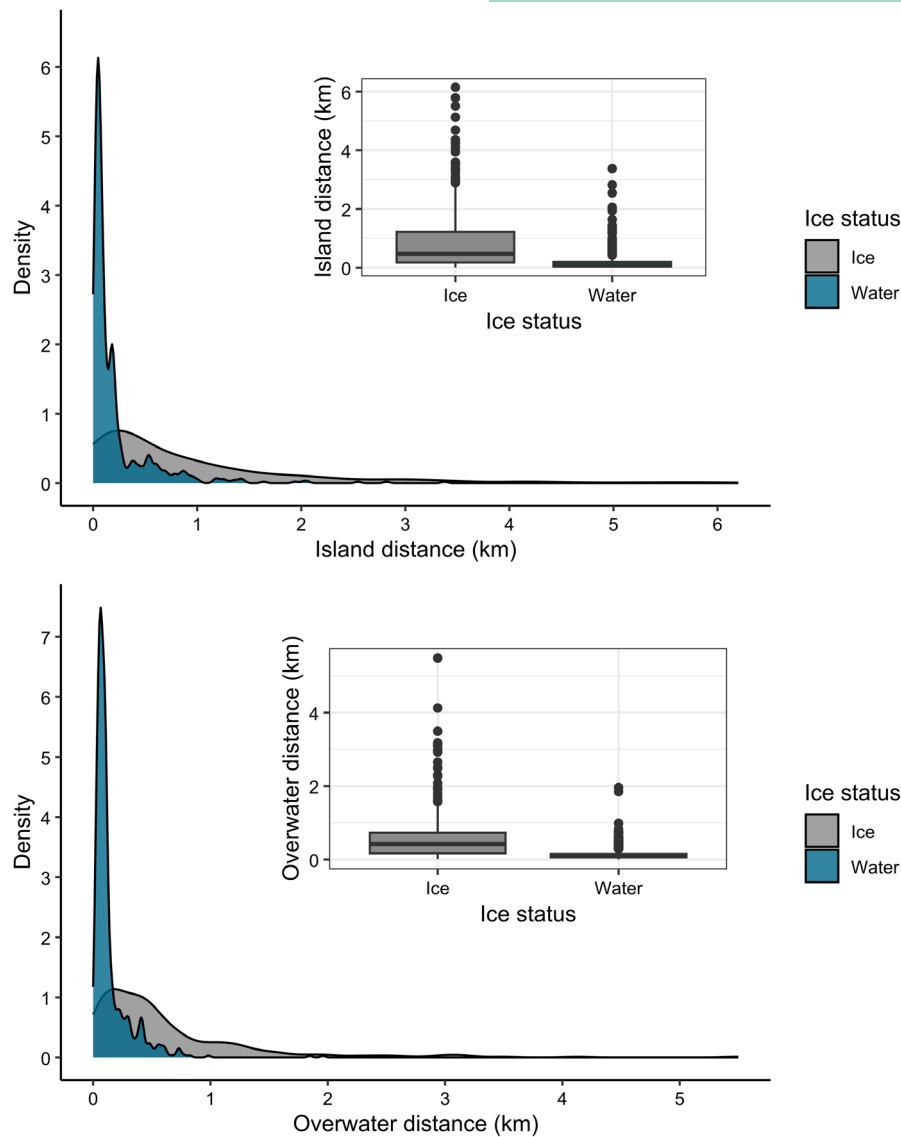 6
5
4
3
2
1
0
Density
0 1 2 3 4 5 6
Island distance (km)
6
4
2
0
Island distance (km)
Ice Water
Ice status
Ice status
Ice
Water
7
6
5
4
3
2
1
0
Density
0 1 2 3 4 5
Overwater distance (km)
4
2
0
Overwater distance (km)
Ice Water
Ice status
Ice status
Ice
Water